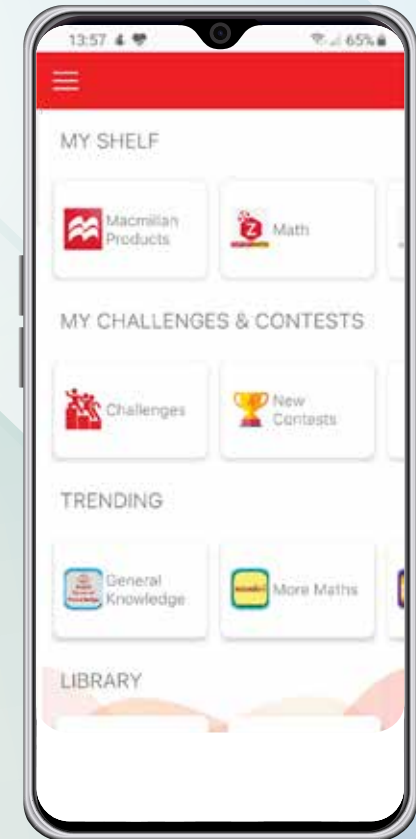 13:57
65%
MY SHELF
Macmillan
Products
Math
MY CHALLENGES & CONTESTS
Challenges
New
Contests
TRENDING
General
Knowledge
More Maths
LIBRARY